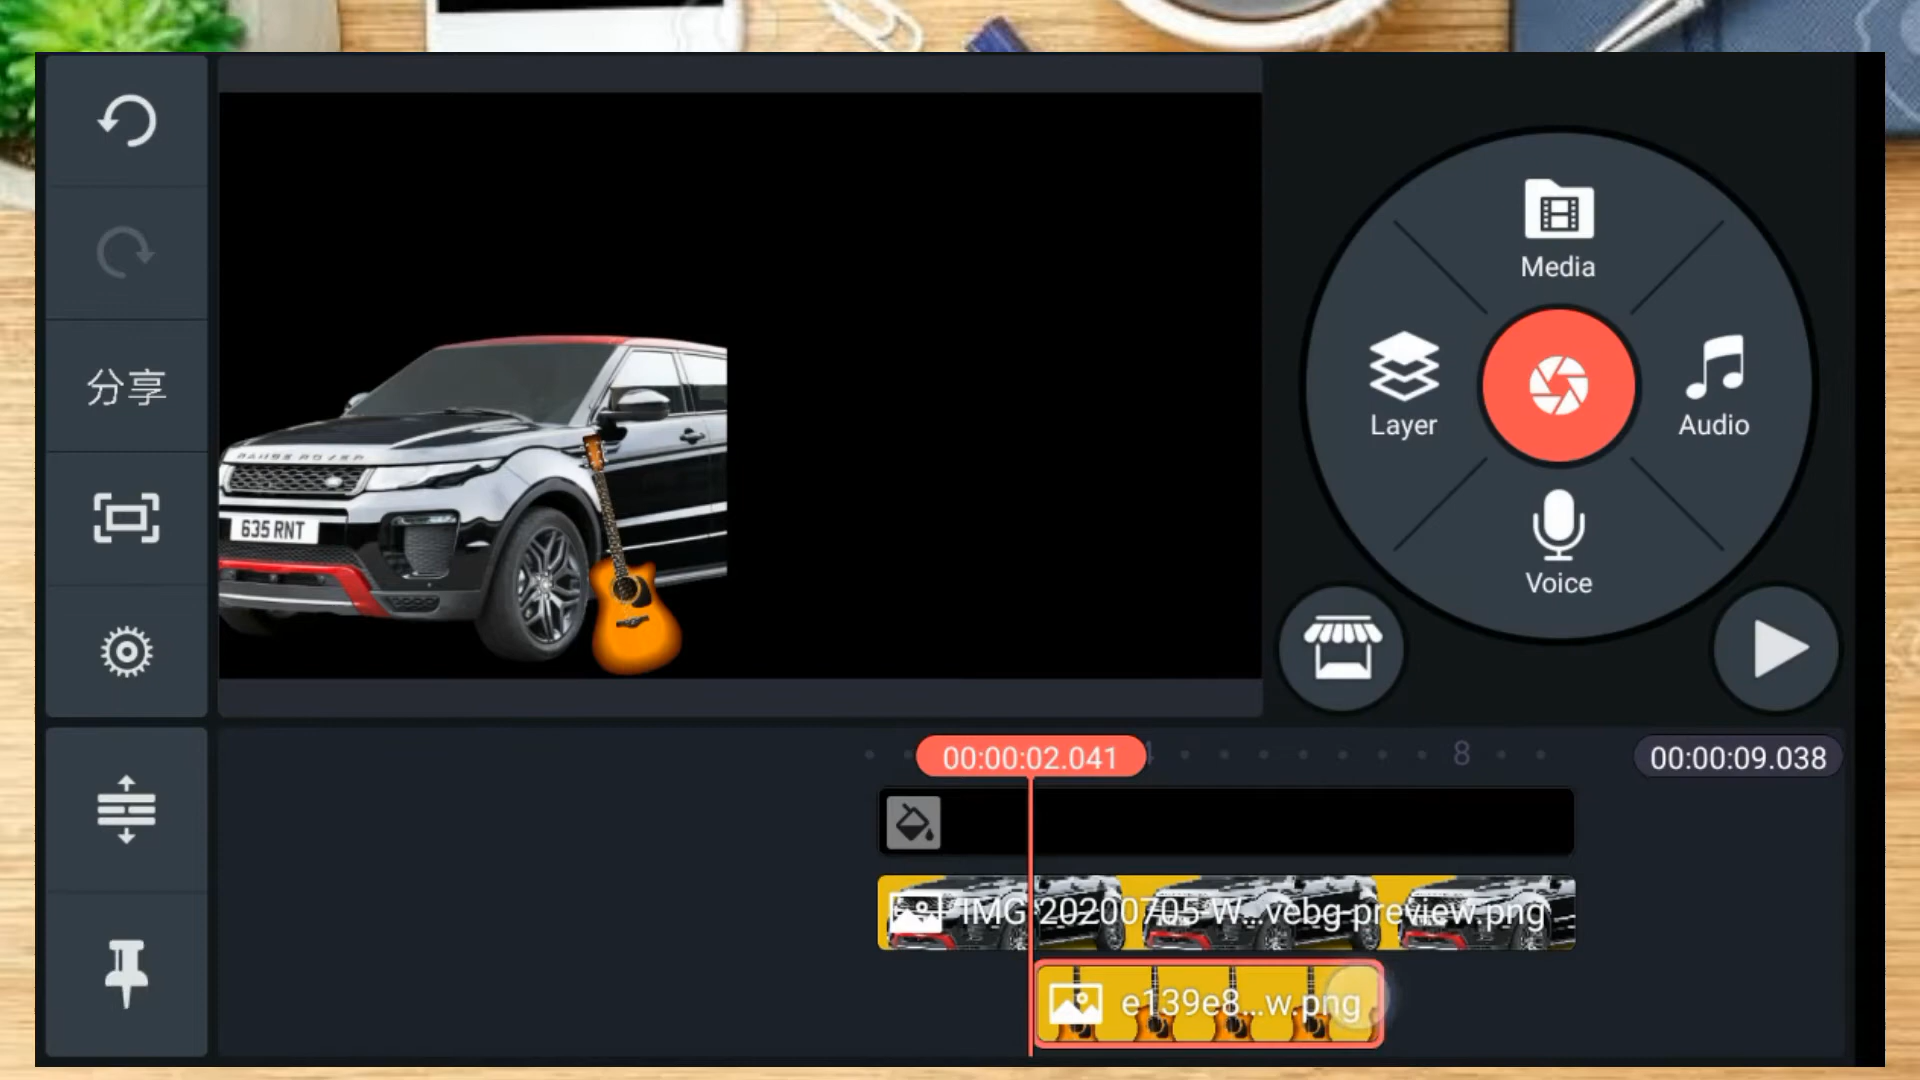 分享
RANGE ROVER
635 RNT
Media
Layer
Audio
Voice
00:00:02.041
4
8
00:00:09.038
IMG-20200705-W...vebg-preview.png
e139e8...w.png